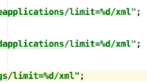 eapplications/limit=%d/xml";
dapplications/limit=%d/xml";
gs/limit=%d/xml";